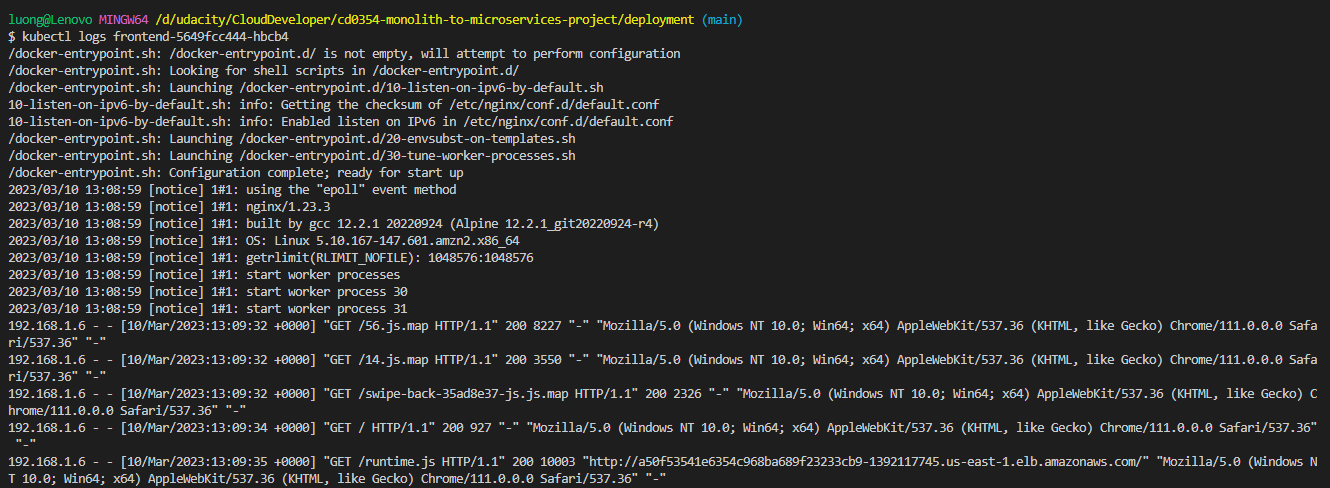 luong@Lenovo MINGW64 /d/udacity/CloudDeveloper/cd0354-monolith-to-microservices-project/deployment (main)
$ kubectl logs frontend-5649fcc444-hbcb4
/docker-entrypoint.sh: /docker-entrypoint.d/ is not empty, will attempt to perform configuration
/docker-entrypoint.sh: Looking for shell scripts in /docker-entrypoint.d/
/docker-entrypoint.sh: Launching /docker-entrypoint.d/10-listen-on-ipv6-by-default.sh
10-listen-on-ipv6-by-default.sh: info: Getting the checksum of /etc/nginx/conf.d/default.conf
10-listen-on-ipv6-by-default.sh: info: Enabled listen on IPv6 in /etc/nginx/conf.d/default.conf
/docker-entrypoint.sh: Launching /docker-entrypoint.d/20-envsubst-on-templates.sh
/docker-entrypoint.sh: Launching /docker-entrypoint.d/30-tune-worker-processes.sh
/docker-entrypoint.sh: Configuration complete; ready for start up
2023/03/10 13:08:59 [notice] 1#1: using the "epoll" event method
2023/03/10 13:08:59 [notice] 1#1: nginx/1.23.3
2023/03/10 13:08:59 [notice] 1#1: built by gcc 12.2.1 20220924 (Alpine 12.2.1_git20220924-r4)
2023/03/10 13:08:59 [notice] 1#1: OS: Linux 5.10.167-147.601.amzn2.x86_64
2023/03/10 13:08:59 [notice] 1#1: getrlimit(RLIMIT_NOFILE): 1048576:1048576
2023/03/10 13:08:59 [notice] 1#1: start worker processes
2023/03/10 13:08:59 [notice] 1#1: start worker process 30
2023/03/10 13:08:59 [notice] 1#1: start worker process 31
192.168.1.6 - - [10/Mar/2023:13:09:32 +0000] "GET /56.js.map HTTP/1.1" 200 8227 "-" "Mozilla/5.0 (Windows NT 10.0; Win64; x64) AppleWebKit/537.36 (KHTML, like Gecko) Chrome/111.0.0.0 Safa
ri/537.36" "-"
192.168.1.6 - - [10/Mar/2023:13:09:32 +0000] "GET /14.js.map HTTP/1.1" 200 3550 "-" "Mozilla/5.0 (Windows NT 10.0; Win64; x64) AppleWebKit/537.36 (KHTML, like Gecko) Chrome/111.0.0.0 Safa
ri/537.36" "-"
192.168.1.6 - - [10/Mar/2023:13:09:32 +0000] "GET /swipe-back-35ad8e37-js.js.map HTTP/1.1" 200 2326 "-" "Mozilla/5.0 (Windows NT 10.0; Win64; x64) AppleWebKit/537.36 (KHTML, like Gecko) C
hrome/111.0.0.0 Safari/537.36" "-"
192.168.1.6 - - [10/Mar/2023:13:09:34 +0000] "GET / HTTP/1.1" 200 927 "-" "Mozilla/5.0 (Windows NT 10.0; Win64; x64) AppleWebKit/537.36 (KHTML, like Gecko) Chrome/111.0.0.0 Safari/537.36"
"-"
192.168.1.6 - - [10/Mar/2023:13:09:35 +0000] "GET /runtime.js HTTP/1.1" 200 10003 "http://a50f53541e6354c968ba689f23233cb9-1392117745.us-east-1.elb.amazonaws.com/" "Mozilla/5.0 (Windows N
T 10.0; Win64; x64) AppleWebKit/537.36 (KHTML, like Gecko) Chrome/111.0.0.0 Safari/537.36" "-"